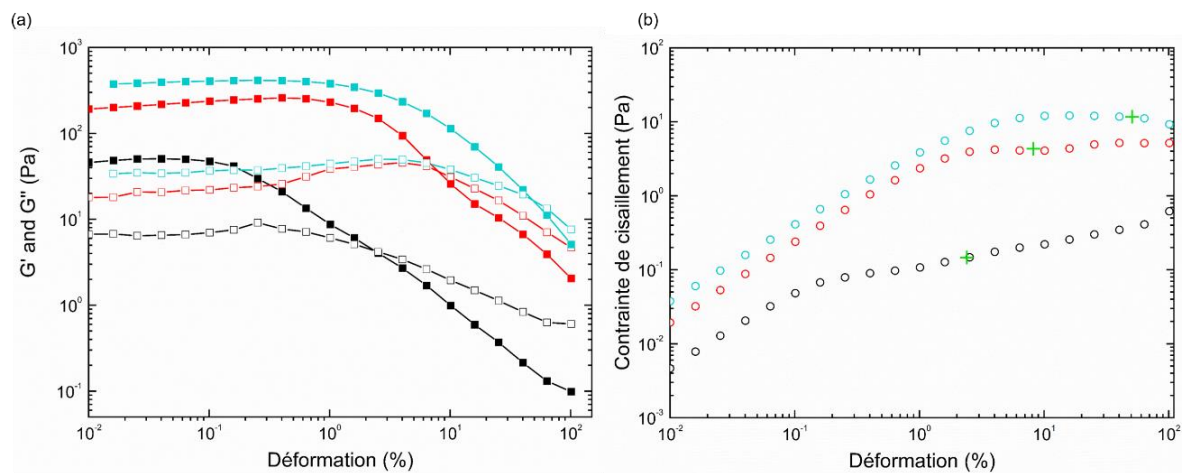 (a)
G' and G'' (Pa)
10³
10²
10¹
10⁰
10⁻¹
10⁻² 10⁻¹ 10⁰ 10¹ 10²
Déformation (%)
(b)
Contrainte de cisaillement (Pa)
10²
10¹
10⁰
10⁻¹
10⁻²
10⁻³
10⁻² 10⁻¹ 10⁰ 10¹ 10²
Déformation (%)